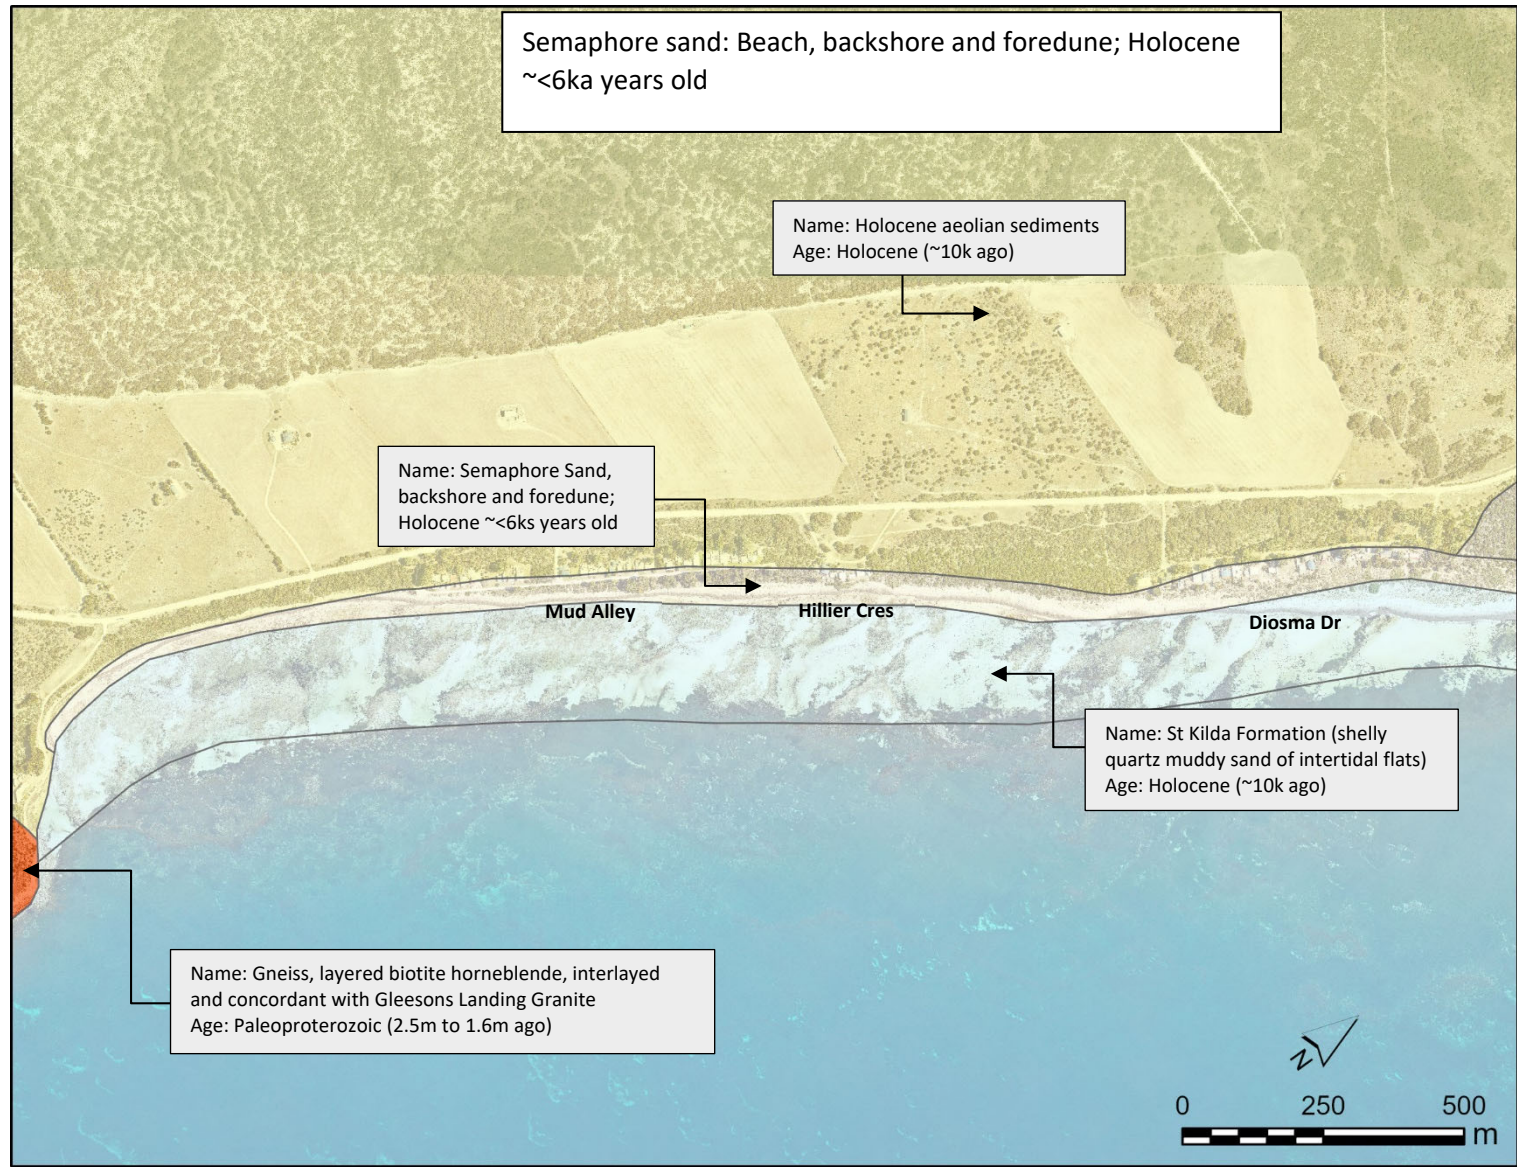 Semaphore sand: Beach, backshore and foredune; Holocene
~<6ka years old
Name: Holocene aeolian sediments
Age: Holocene (~10k ago)
Name: Semaphore Sand,
backshore and foredune;
Holocene ~<6ks years old
Mud Alley
Hillier Cres
Diosma Dr
Name: St Kilda Formation (shelly
quartz muddy sand of intertidal flats)
Age: Holocene (~10k ago)
Name: Gneiss, layered biotite horneblende, interlayed
and concordant with Gleesons Landing Granite
Age: Paleoproterozoic (2.5m to 1.6m ago)
N
0 250 500
m